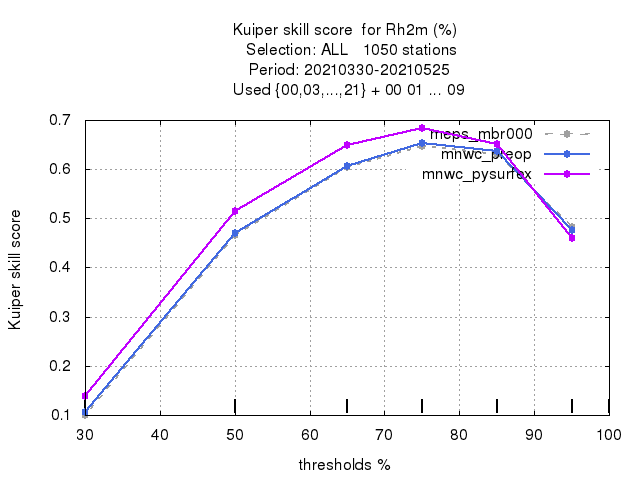 Kuiper skill score  for Rh2m (%)
Selection: ALL   1050 stations
Period: 20210330-20210525
Used {00,03,...,21} + 00 01 ... 09
meps_mbr000
mnwc_preop
mnwc_pysurfex
Kuiper skill score
0.7
0.6
0.5
0.4
0.3
0.2
0.1
30 40 50 60 70 80 90 100
thresholds %